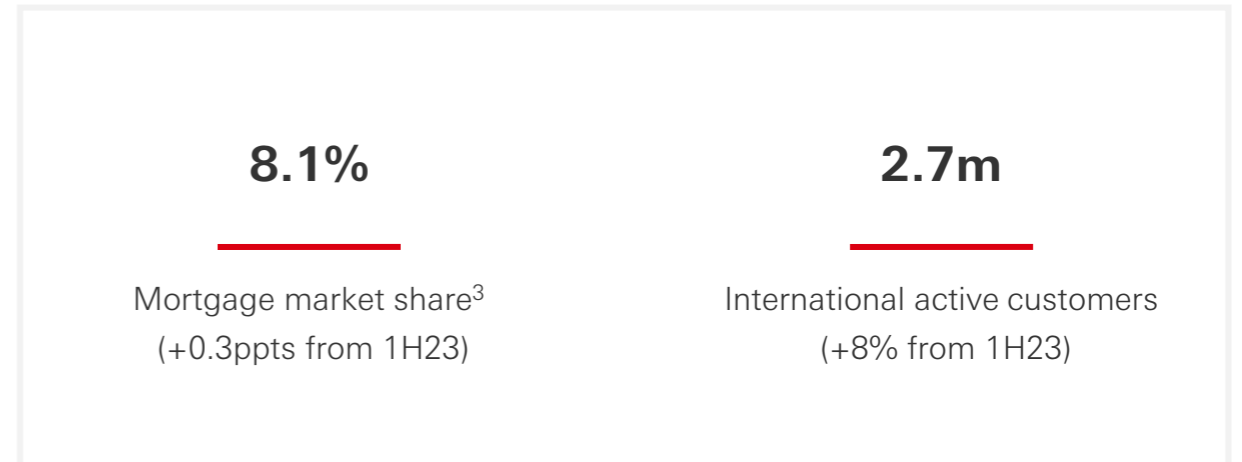 8.1%
Mortgage market share³
(+0.3ppts from 1H23)
2.7m
International active customers
(+8% from 1H23)